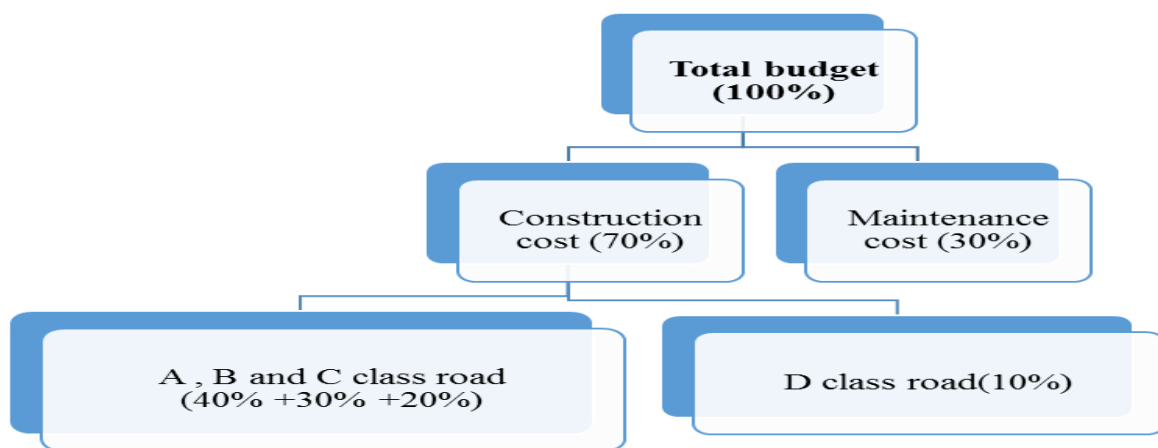 Total budget
(100%)
Construction
cost (70%)
Maintenance
cost (30%)
A , B and C class road
(40% +30% +20%)
D class road(10%)